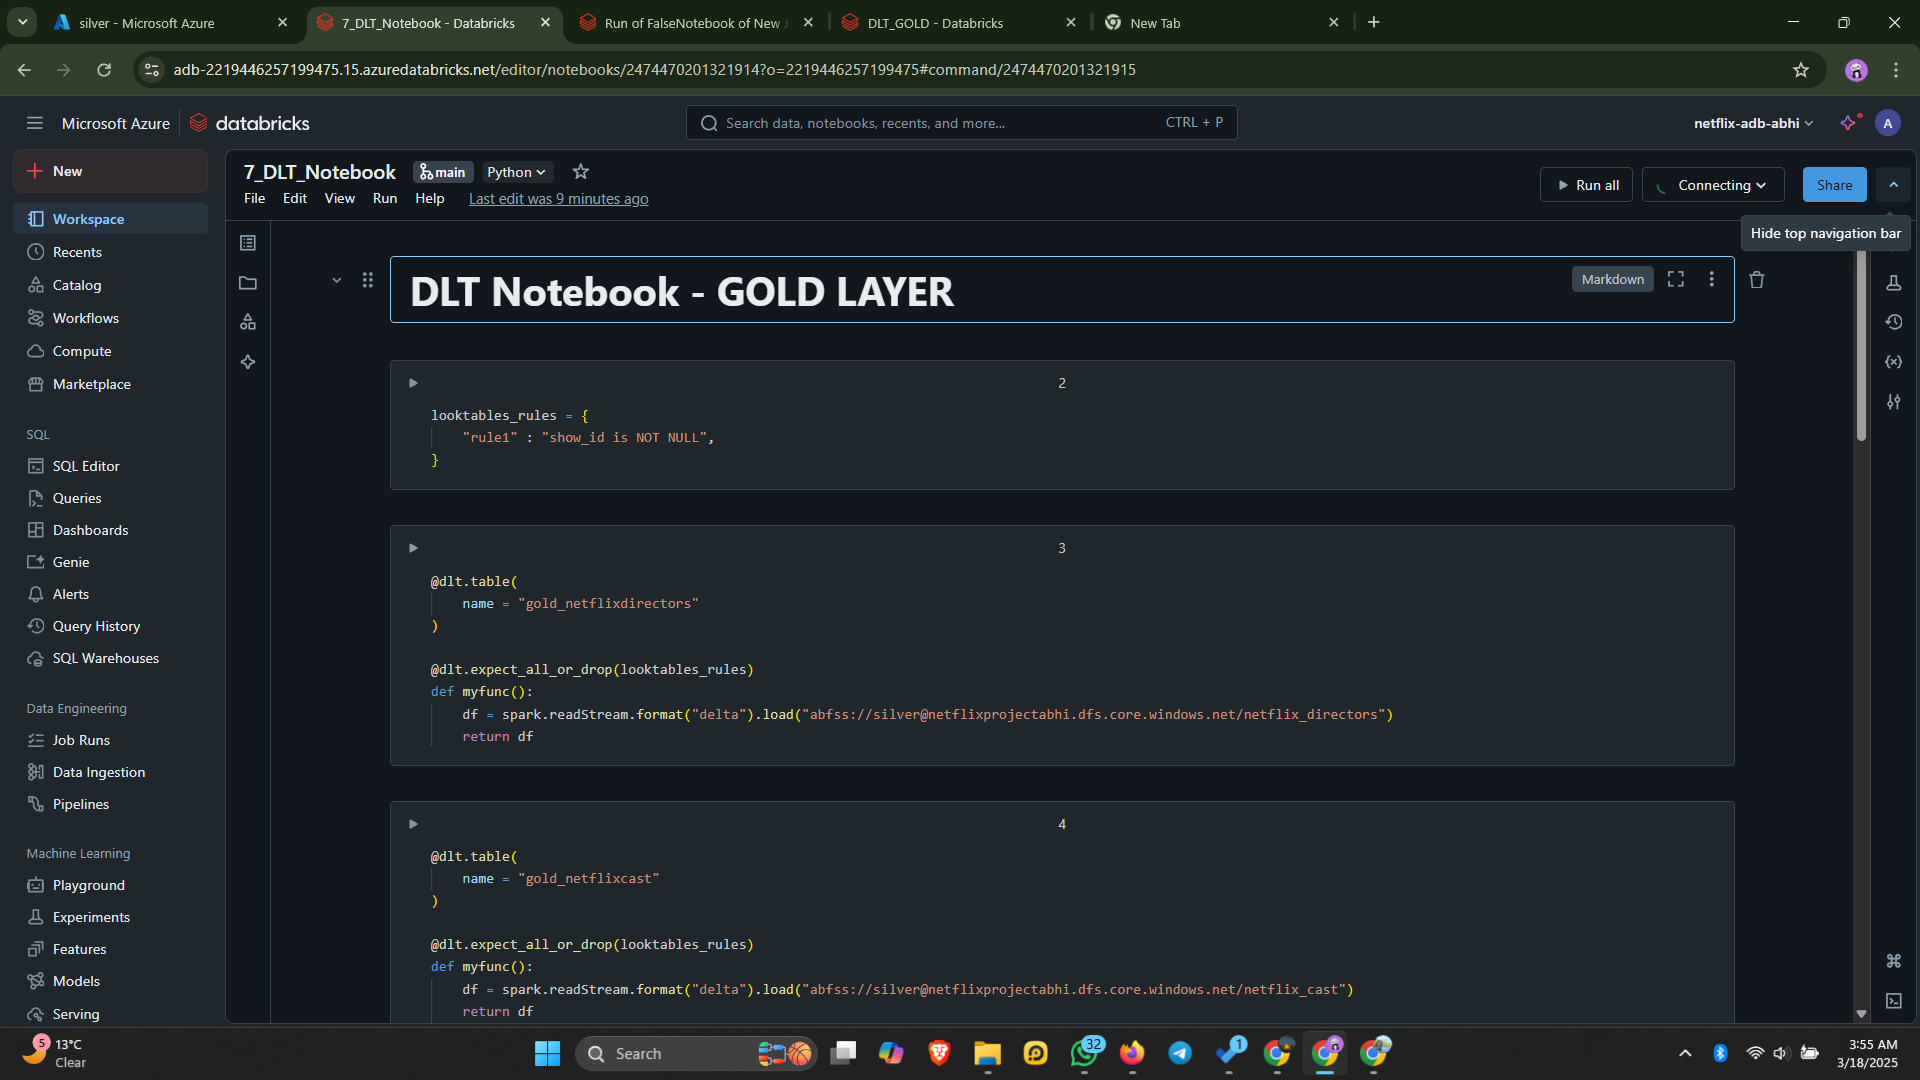 silver - Microsoft Azure
7_DLT_Notebook - Databricks
Run of FalseNotebook of New J
DLT_GOLD - Databricks
New Tab
adb-2219446257199475.15.azuredatabricks.net/editor/notebooks/2474470201321914?o=2219446257199475#command/2474470201321915
Microsoft Azure
databricks
Search data, notebooks, recents, and more...
CTRL + P
netflix-adb-abhi
A
New
Workspace
Recents
Catalog
Workflows
Compute
Marketplace
SQL
SQL Editor
Queries
Dashboards
Genie
Alerts
Query History
SQL Warehouses
Data Engineering
Job Runs
Data Ingestion
Pipelines
Machine Learning
Playground
Experiments
Features
Models
Serving
7_DLT_Notebook
main
Python
File Edit View Run Help
Last edit was 9 minutes ago
Run all
Connecting
Share
Hide top navigation bar
DLT Notebook - GOLD LAYER
Markdown
2
looktables_rules = {
"rule1" : "show_id is NOT NULL",
}
3
@dlt.table(
name = "gold_netflixdirectors"
)
@dlt.expect_all_or_drop(looktables_rules)
def myfunc():
df = spark.readStream.format("delta").load("abfss://silver@netflixprojectabhi.dfs.core.windows.net/netflix_directors")
return df
4
@dlt.table(
name = "gold_netflixcast"
)
@dlt.expect_all_or_drop(looktables_rules)
def myfunc():
df = spark.readStream.format("delta").load("abfss://silver@netflixprojectabhi.dfs.core.windows.net/netflix_cast")
return df
5
13°C
Clear
Search
32
1
3:55 AM
3/18/2025